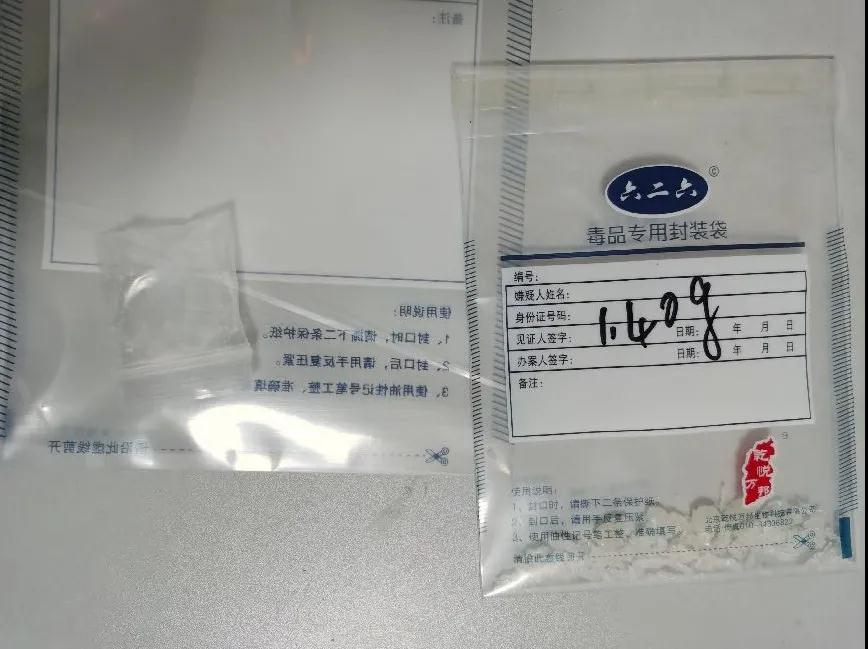 备注：
使用说明：
1、封口时，请撕下二条保护纸。
2、封口后，请用手反复压紧。
3、使用油性记号笔工整、准确填
请沿此虚线剪开
六二六
©
毒品专用封装袋
编号：
嫌疑人姓名：
身份证号码：
见证人签字： 日期： 年 月 日
办案人签字： 日期： 年 月 日
1.40g
备注：
乾悦
万邦
使用说明：
1、封口时，请撕下二条保护纸
2、封口后，请用手反复压紧
3、使用油性记号笔工整、准确填写
请沿此虚线剪开